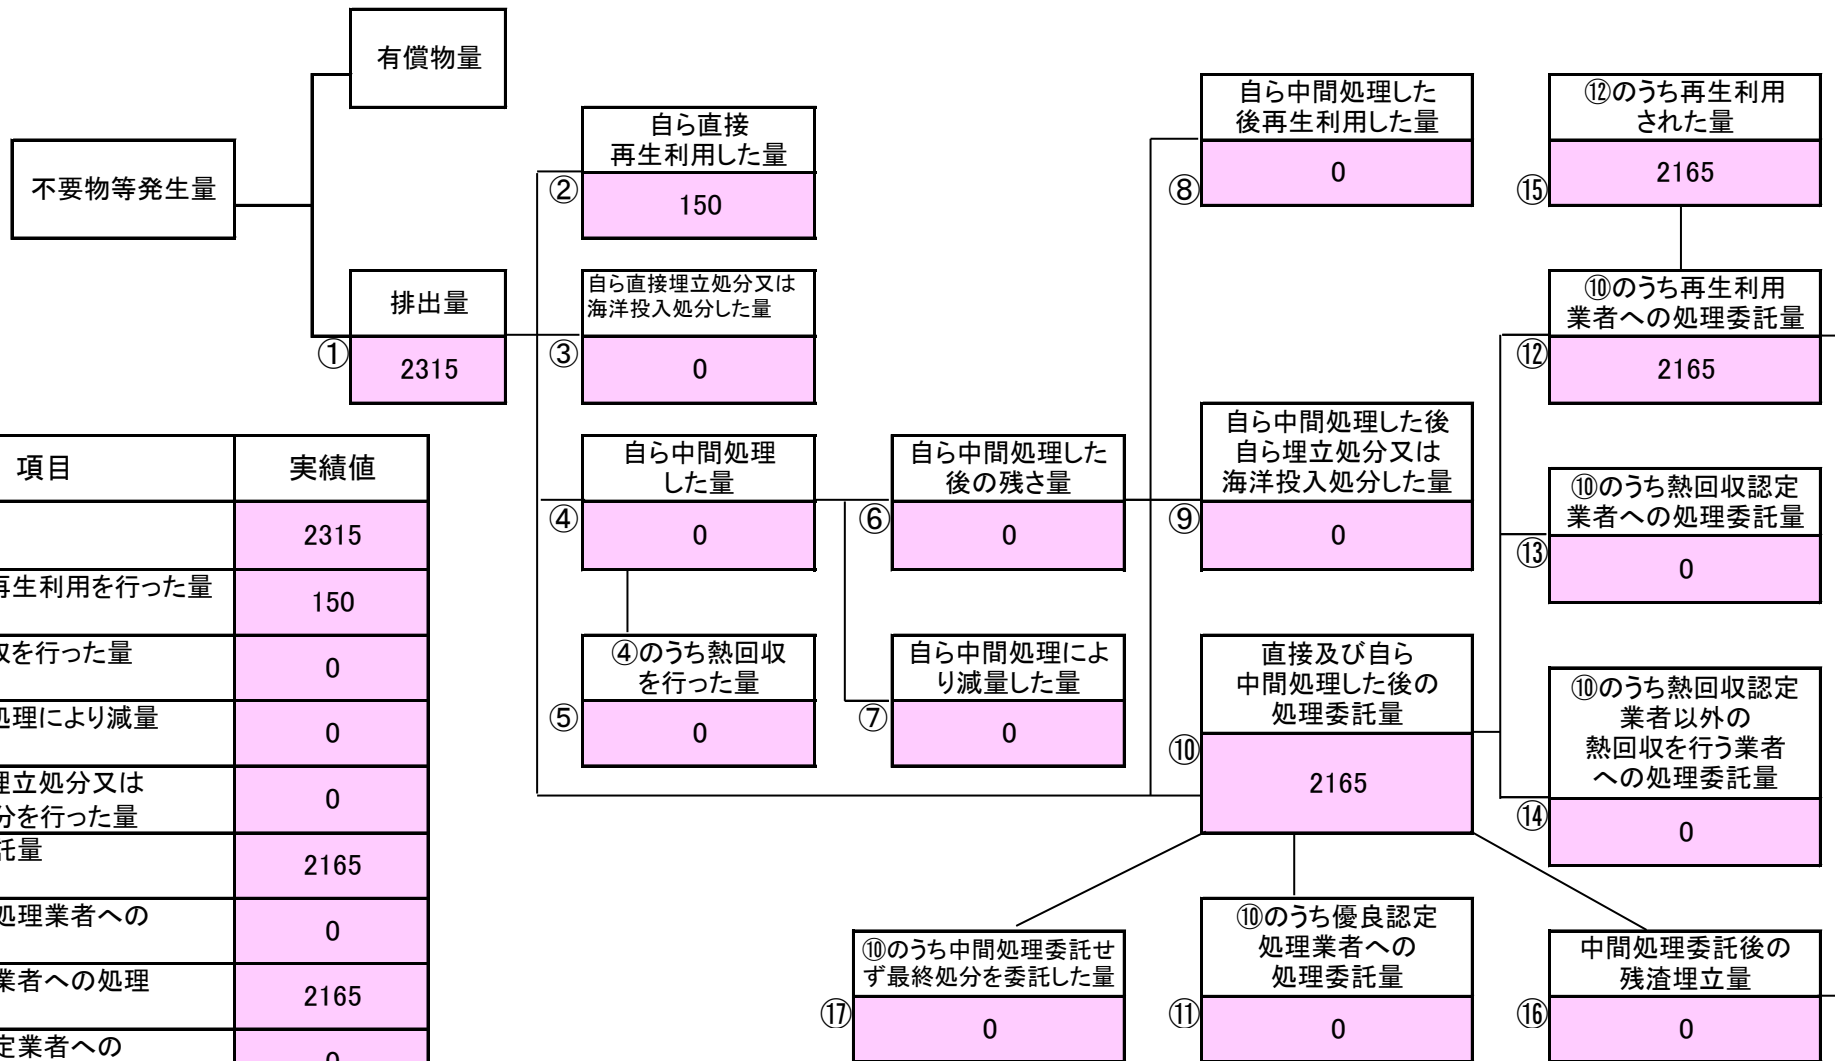 有償物量
不要物等発生量
排出量
①
2315
自ら直接
再生利用した量
②
150
自ら直接埋立処分又は
海洋投入処分した量
③
0
自ら中間処理
した量
④
0
④のうち熱回収
を行った量
⑤
0
自ら中間処理した
後の残さ量
⑥
0
自ら中間処理によ
り減量した量
⑦
0
自ら中間処理した
後再生利用した量
⑧
0
自ら中間処理した後
自ら埋立処分又は
海洋投入処分した量
⑨
0
直接及び自ら
中間処理した後の
処理委託量
⑩
2165
⑫のうち再生利用
された量
⑮
2165
⑩のうち再生利用
業者への処理委託量
⑫
2165
⑩のうち熱回収認定
業者への処理委託量
⑬
0
⑩のうち熱回収認定
業者以外の
熱回収を行う業者
への処理委託量
⑭
0
⑩のうち中間処理委託せ
ず最終処分を委託した量
⑰
0
⑩のうち優良認定
処理業者への
処理委託量
⑪
0
中間処理委託後の
残渣埋立量
⑯
0
項目
実績値
2315
再生利用を行った量
150
を行った量
0
処理により減量
0
埋立処分又は
分を行った量
0
託量
2165
処理業者への
0
業者への処理
2165
定業者への
0